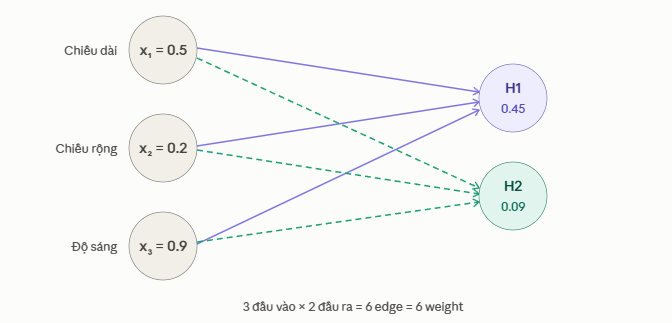 Chiều dài
x₁ = 0.5
H1
0.45
Chiều rộng
x₂ = 0.2
H2
0.09
Độ sáng
x₃ = 0.9
3 đầu vào × 2 đầu ra = 6 edge = 6 weight